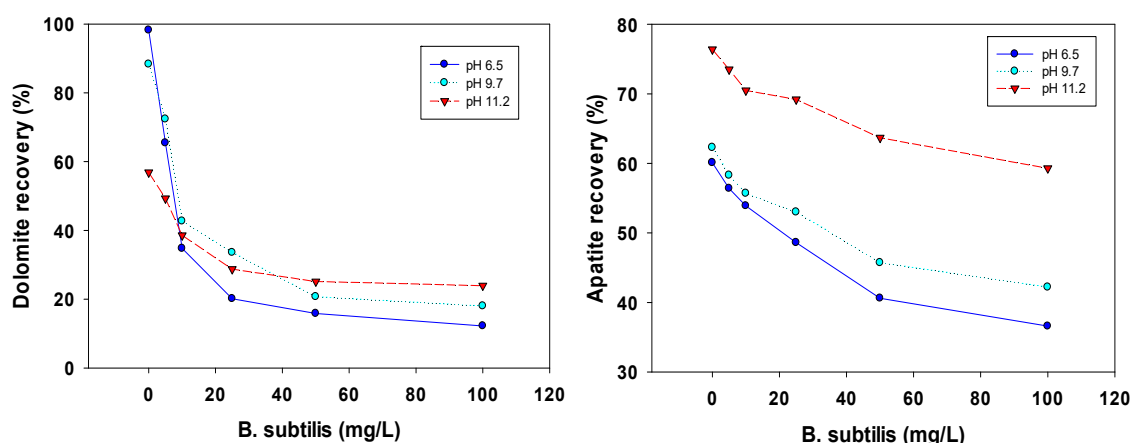 Dolomite recovery (%)
100
80
60
40
20
0
0 20 40 60 80 100 120
B. subtilis (mg/L)
pH 6.5
pH 9.7
pH 11.2
Apatite recovery (%)
80
70
60
50
40
30
0 20 40 60 80 100 120
B. subtilis (mg/L)
pH 6.5
pH 9.7
pH 11.2